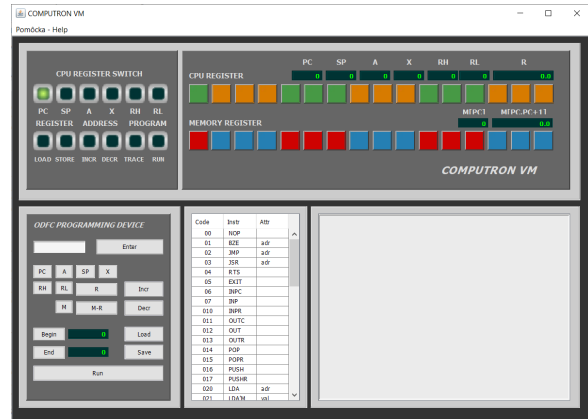 COMPUTRON VM
Pomôcka - Help
CPU REGISTER SWITCH
PC SP A X RH RL
REGISTER ADDRESS PROGRAM
LOAD STORE INCR DECR TRACE RUN
PC SP A X RH RL R
CPU REGISTER 0 0 0 0 0 0 0.0
M[PC] M[PC,PC+1]
MEMORY REGISTER 0 0.0
COMPUTRON VM
ODFC PROGRAMMING DEVICE
Enter
PC A SP X
RH RL R Incr
M M-R Decr
Begin 0 Load
End 0 Save
Run
Code Instr Attr
00 NOP
01 BZE adr
02 JMP adr
03 JSR adr
04 RTS
05 EXIT
06 INPC
07 INP
010 INPR
011 OUTC
012 OUT
013 OUTR
014 POP
015 POPR
016 PUSH
017 PUSHR
020 LDA adr
021 LDA'M val